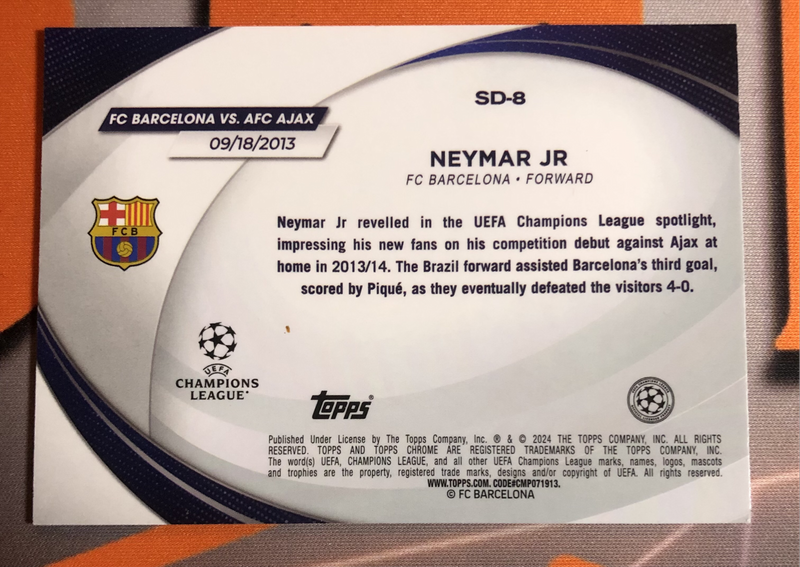 SD-8
FC BARCELONA VS. AFC AJAX
09/18/2013
NEYMAR JR
FC BARCELONA • FORWARD
FCB
Neymar Jr revelled in the UEFA Champions League spotlight,
impressing his new fans on his competition debut against Ajax at
home in 2013/14. The Brazil forward assisted Barcelona's third goal,
scored by Piqué, as they eventually defeated the visitors 4-0.
UEFA
CHAMPIONS
LEAGUE
Topps®
Published Under License by The Topps Company, Inc. ® & © 2024 THE TOPPS COMPANY, INC. ALL RIGHTS
RESERVED. TOPPS AND TOPPS CHROME ARE REGISTERED TRADEMARKS OF THE TOPPS COMPANY, INC.
The word(s) UEFA, CHAMPIONS LEAGUE, and all other UEFA Champions League marks, names, logos, mascots
and trophies are the property, registered trade marks, designs and/or copyright of UEFA. All rights reserved.
WWW.TOPPS.COM. CODE#CMP071913.
© FC BARCELONA